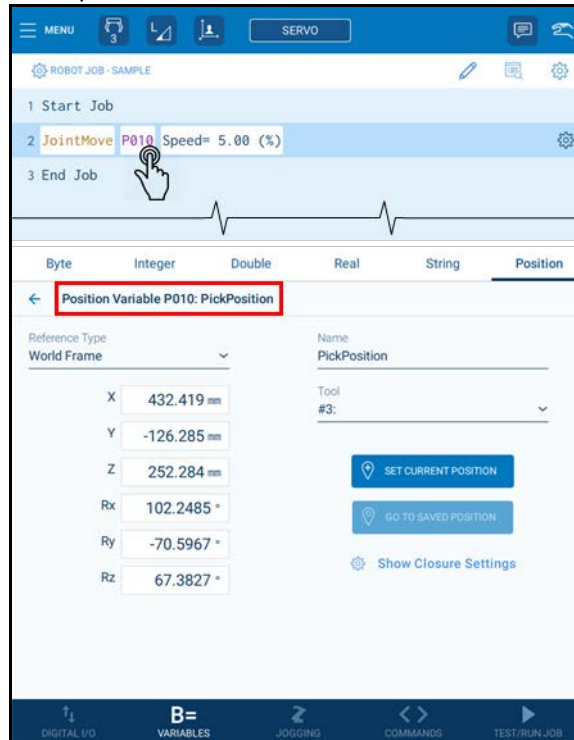 MENU 3 SERVO
ROBOT JOB - SAMPLE
1 Start Job
2 JointMove P010 Speed= 5.00 (%)
3 End Job
Byte Integer Double Real String Position
Position Variable P010: PickPosition
Reference Type
World Frame
Name
PickPosition
X 432.419 mm
Y -126.285 mm
Z 252.284 mm
Rx 102.2485 °
Ry -70.5967 °
Rz 67.3827 °
Tool
#3:
SET CURRENT POSITION
GO TO SAVED POSITION
Show Closure Settings
DIGITAL I/O
B=
VARIABLES
JOGGING
COMMANDS
TEST/RUN JOB